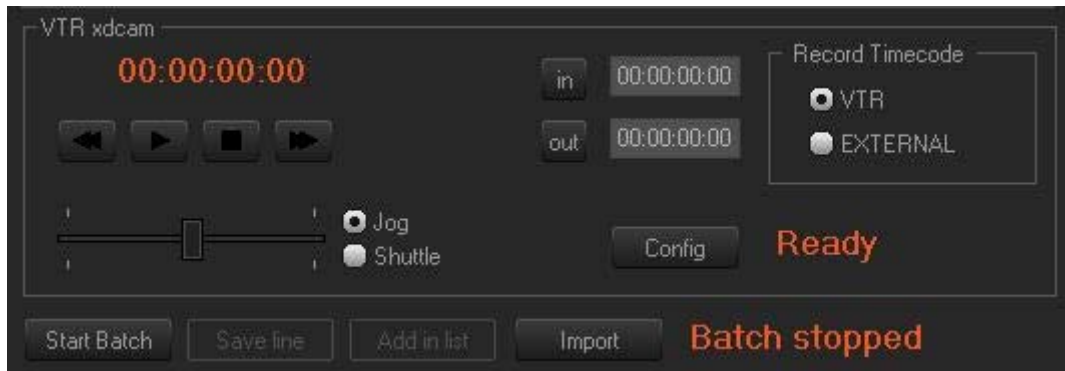 VTR xdcam
00:00:00:00
in 00:00:00:00
out 00:00:00:00
Record Timecode
VTR
EXTERNAL
Jog
Shuttle
Config
Ready
Start Batch
Save line
Add in list
Import
Batch stopped